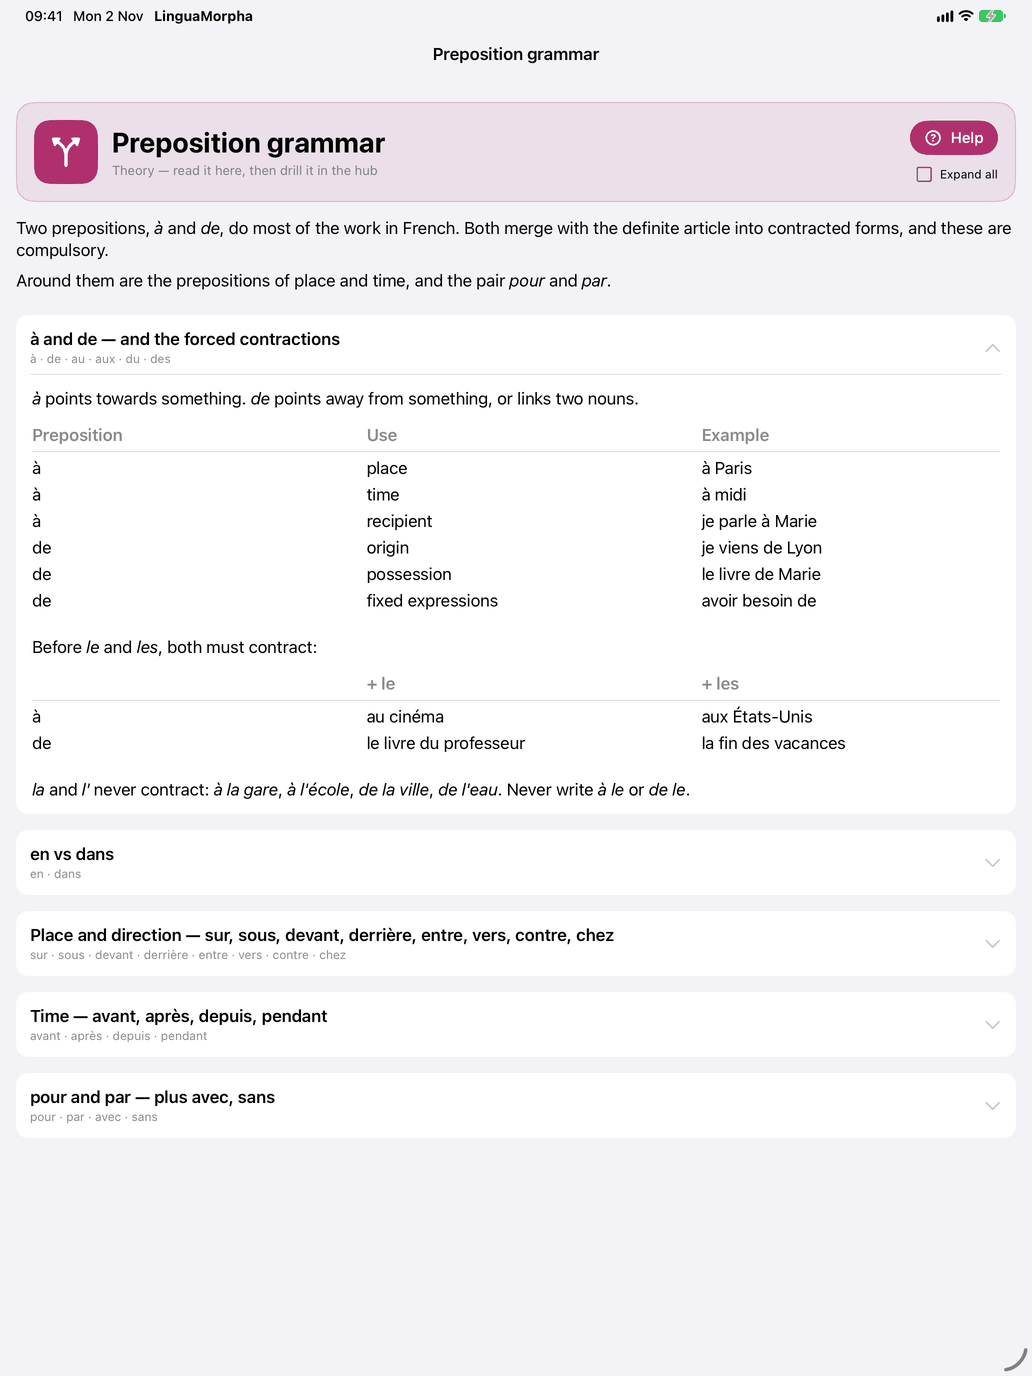 09:41 Mon 2 Nov LinguaMorpha
Preposition grammar
Preposition grammar
Theory — read it here, then drill it in the hub
Help
Expand all
Two prepositions, à and de, do most of the work in French. Both merge with the definite article into contracted forms, and these are
compulsory.
Around them are the prepositions of place and time, and the pair pour and par.
à and de — and the forced contractions
à · de · au · aux · du · des
à points towards something. de points away from something, or links two nouns.
Preposition Use Example
à place à Paris
à time à midi
à recipient je parle à Marie
de origin je viens de Lyon
de possession le livre de Marie
de fixed expressions avoir besoin de
Before le and les, both must contract:
+ le + les
à au cinéma aux États-Unis
de le livre du professeur la fin des vacances
la and l' never contract: à la gare, à l'école, de la ville, de l'eau. Never write à le or de le.
en vs dans
en · dans
Place and direction — sur, sous, devant, derrière, entre, vers, contre, chez
sur · sous · devant · derrière · entre · vers · contre · chez
Time — avant, après, depuis, pendant
avant · après · depuis · pendant
pour and par — plus avec, sans
pour · par · avec · sans